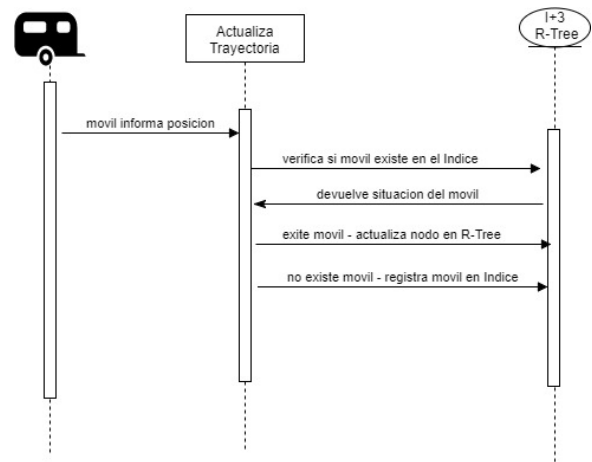 Actualiza
Trayectoria
I+3
R-Tree
movil informa posicion
verifica si movil existe en el Indice
devuelve situacion del movil
exite movil - actualiza nodo en R-Tree
no existe movil - registra movil en Indice